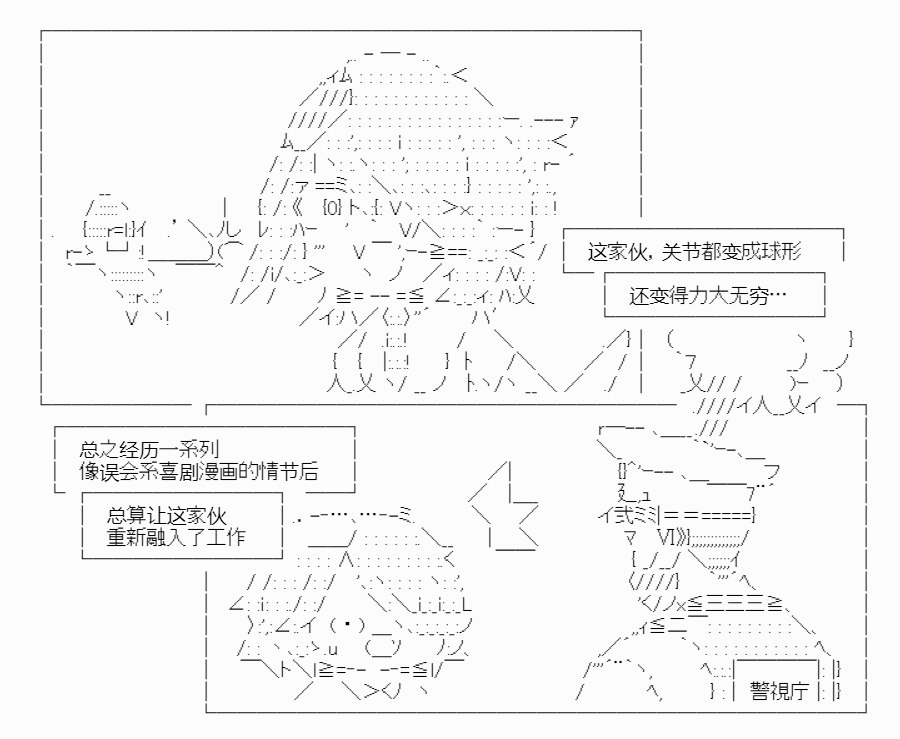 这家伙，关节都变成球形
还变得力大无穷…
总之经历一系列
像误会系喜剧漫画的情节后
总算让这家伙
重新融入了工作
警視庁